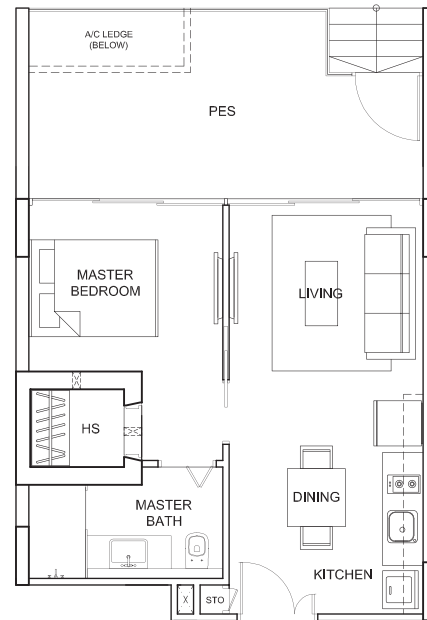 A/C LEDGE
(BELOW)
PES
MASTER
BEDROOM
LIVING
HS
MASTER
BATH
DINING
KITCHEN
X
STO